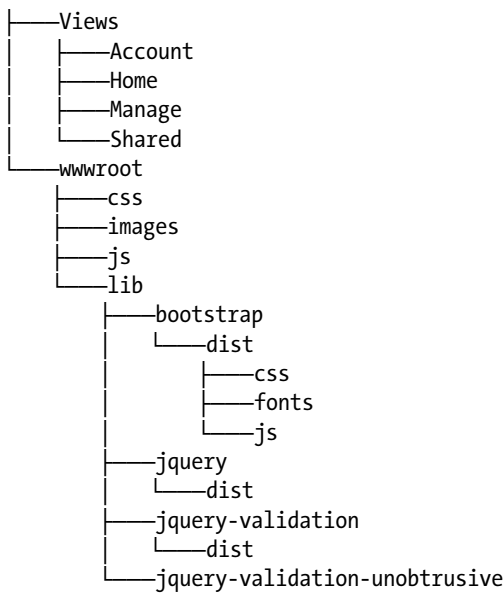 ├───Views
│   ├───Account
│   ├───Home
│   ├───Manage
│   └───Shared
└───wwwroot
    ├───css
    ├───images
    ├───js
    └───lib
        ├───bootstrap
        │   └───dist
        │       ├───css
        │       ├───fonts
        │       └───js
        ├───jquery
        │   └───dist
        ├───jquery-validation
        │   └───dist
        └───jquery-validation-unobtrusive